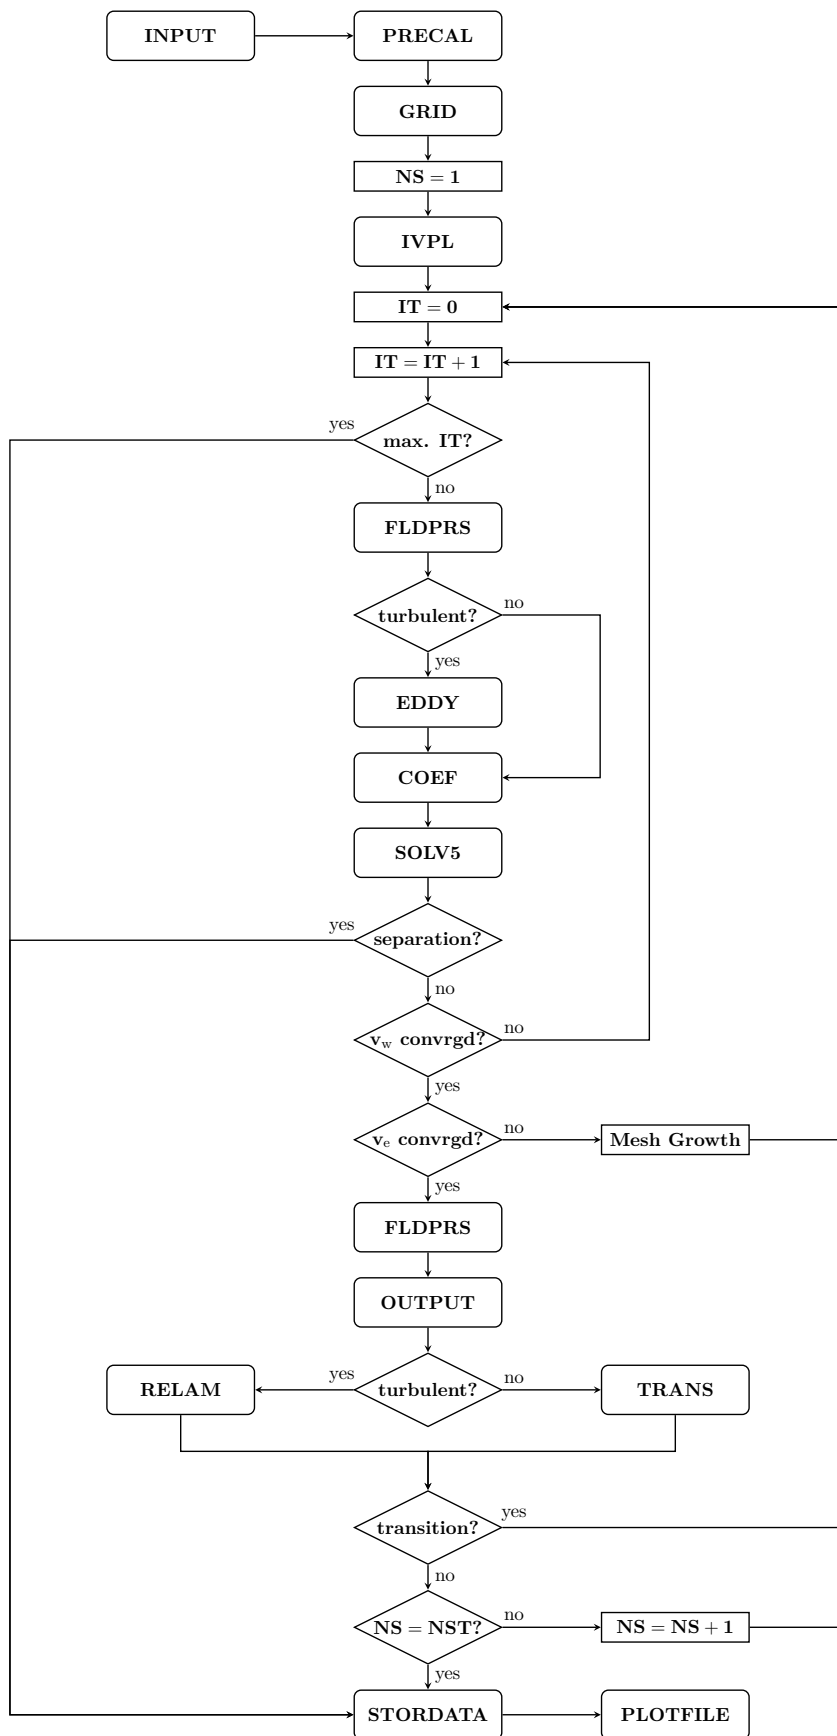 INPUT
PRECAL
GRID
NS = 1
IVPL
IT = 0
IT = IT + 1
yes
max. IT?
no
FLDPRS
turbulent?
no
yes
EDDY
COEF
SOLV5
yes
separation?
no
v_w convrgd?
no
yes
v_e convrgd?
no
Mesh Growth
yes
FLDPRS
OUTPUT
RELAM
yes
turbulent?
no
TRANS
transition?
yes
no
NS = NST?
no
NS = NS + 1
yes
STORDATA
PLOTFILE